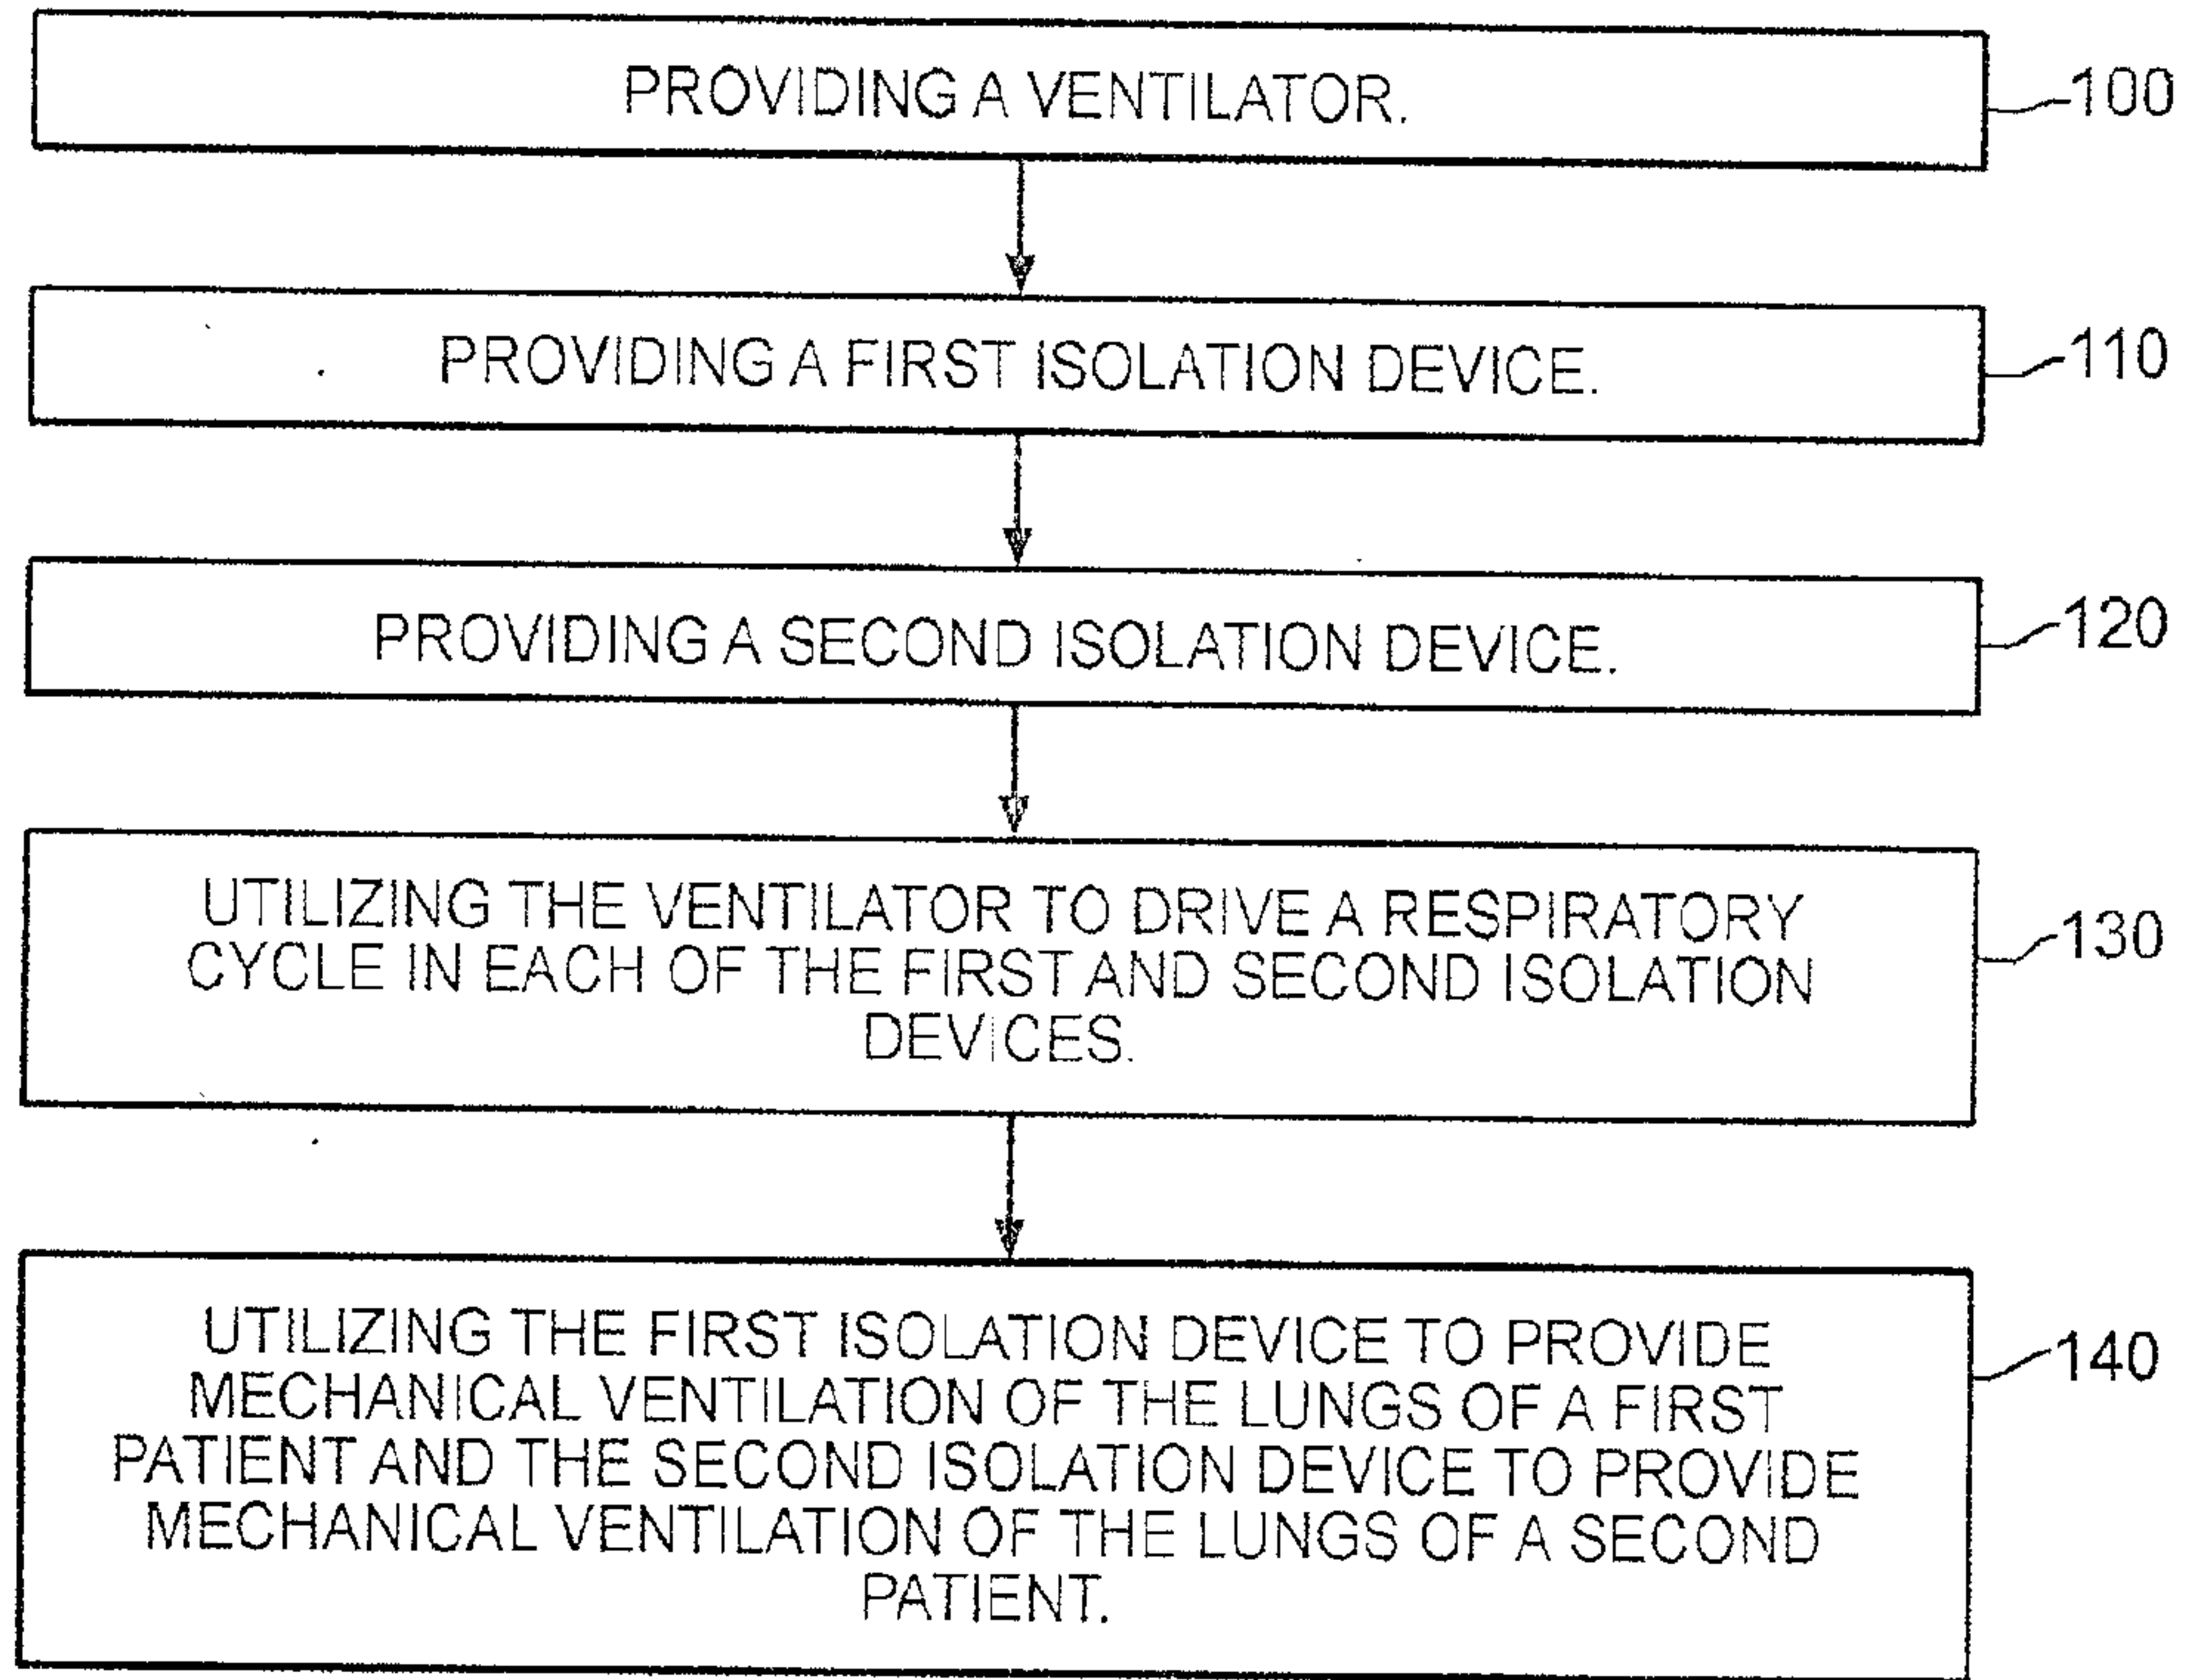 PROVIDING A VENTILATOR.
100
PROVIDING A FIRST ISOLATION DEVICE.
110
PROVIDING A SECOND ISOLATION DEVICE.
120
UTILIZING THE VENTILATOR TO DRIVE A RESPIRATORY
CYCLE IN EACH OF THE FIRST AND SECOND ISOLATION
DEVICES.
130
UTILIZING THE FIRST ISOLATION DEVICE TO PROVIDE
MECHANICAL VENTILATION OF THE LUNGS OF A FIRST
PATIENT AND THE SECOND ISOLATION DEVICE TO PROVIDE
MECHANICAL VENTILATION OF THE LUNGS OF A SECOND
PATIENT.
140